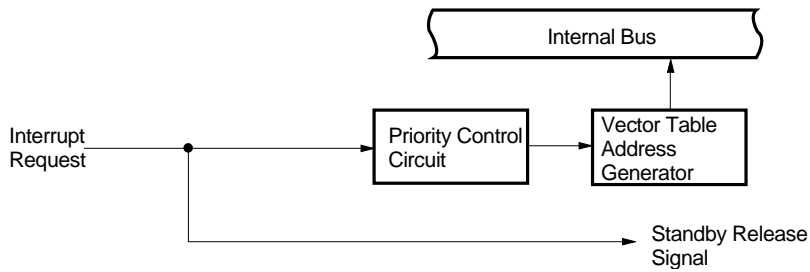 Internal Bus
Interrupt
Request
Priority Control
Circuit
Vector Table
Address
Generator
Standby Release
Signal